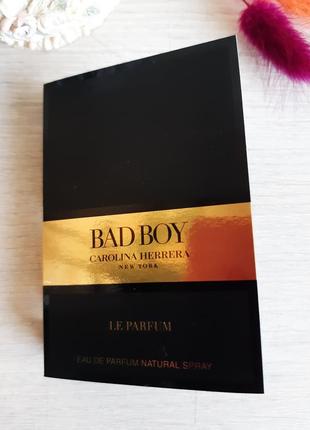 BAD BOY
CAROLINA HERRERA
NEW YORK
LE PARFUM
EAU DE PARFUM NATURAL SPRAY